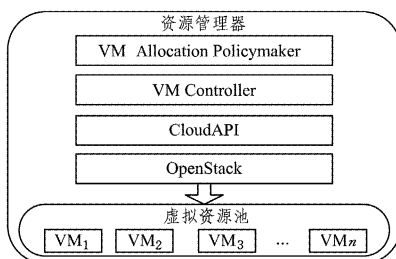 资源管理器
VM Allocation Policymaker
VM Controller
CloudAPI
OpenStack
虚拟资源池
VM1 VM2 VM3 ... VMn